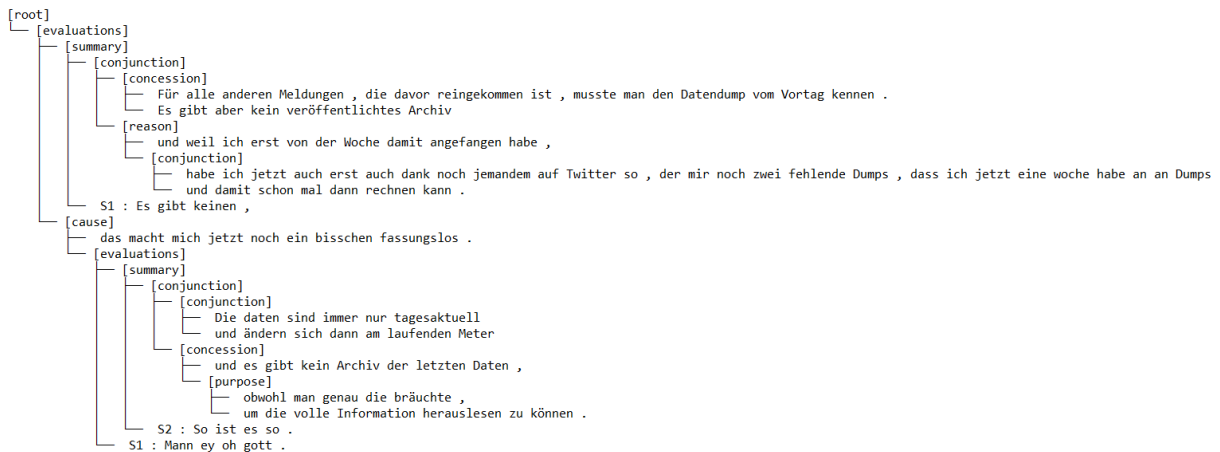 [root]
[evaluations]
[summary]
[conjunction]
[concession]
Für alle anderen Meldungen , die davor reingekommen ist , musste man den Datendump vom Vortag kennen .
Es gibt aber kein veröffentlichtes Archiv
[reason]
und weil ich erst von der Woche damit angefangen habe ,
[conjunction]
habe ich jetzt auch erst auch dank noch jemandem auf Twitter so , der mir noch zwei fehlende Dumps , dass ich jetzt eine woche habe an an Dumps
und damit schon mal dann rechnen kann .
S1 : Es gibt keinen ,
[cause]
das macht mich jetzt noch ein bisschen fassungslos .
[evaluations]
[summary]
[conjunction]
[conjunction]
Die daten sind immer nur tagesaktuell
und ändern sich dann am laufenden Meter
[concession]
und es gibt kein Archiv der letzten Daten ,
[purpose]
obwohl man genau die bräuchte ,
um die volle Information herauslesen zu können .
S2 : So ist es so .
S1 : Mann ey oh gott .